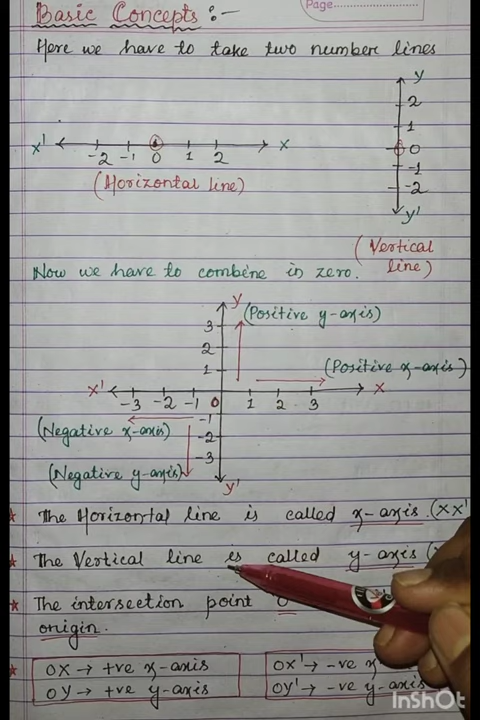 Page
Basic Concepts :-
Here we have to take two number lines
y
2
1
0
-1
-2
y'
x' -2 -1 0 1 2 x
(Horizontal line)
(Vertical line)
Now we have to combine in zero.
y
(Positive y-axis)
3
2
1
(Positive x-axis)
x' -3 -2 -1 0 1 2 3 x
-1
-2
-3
(Negative x-axis)
(Negative y-axis)
y'
* The Horizontal line is called x-axis (xx'
* The Vertical line is called y-axis (
* The intersection point 'O'
origin.
* OX → +ve x-axis
OY → +ve y-axis
OX' → -ve x
OY' → -ve y-axis
InShOt